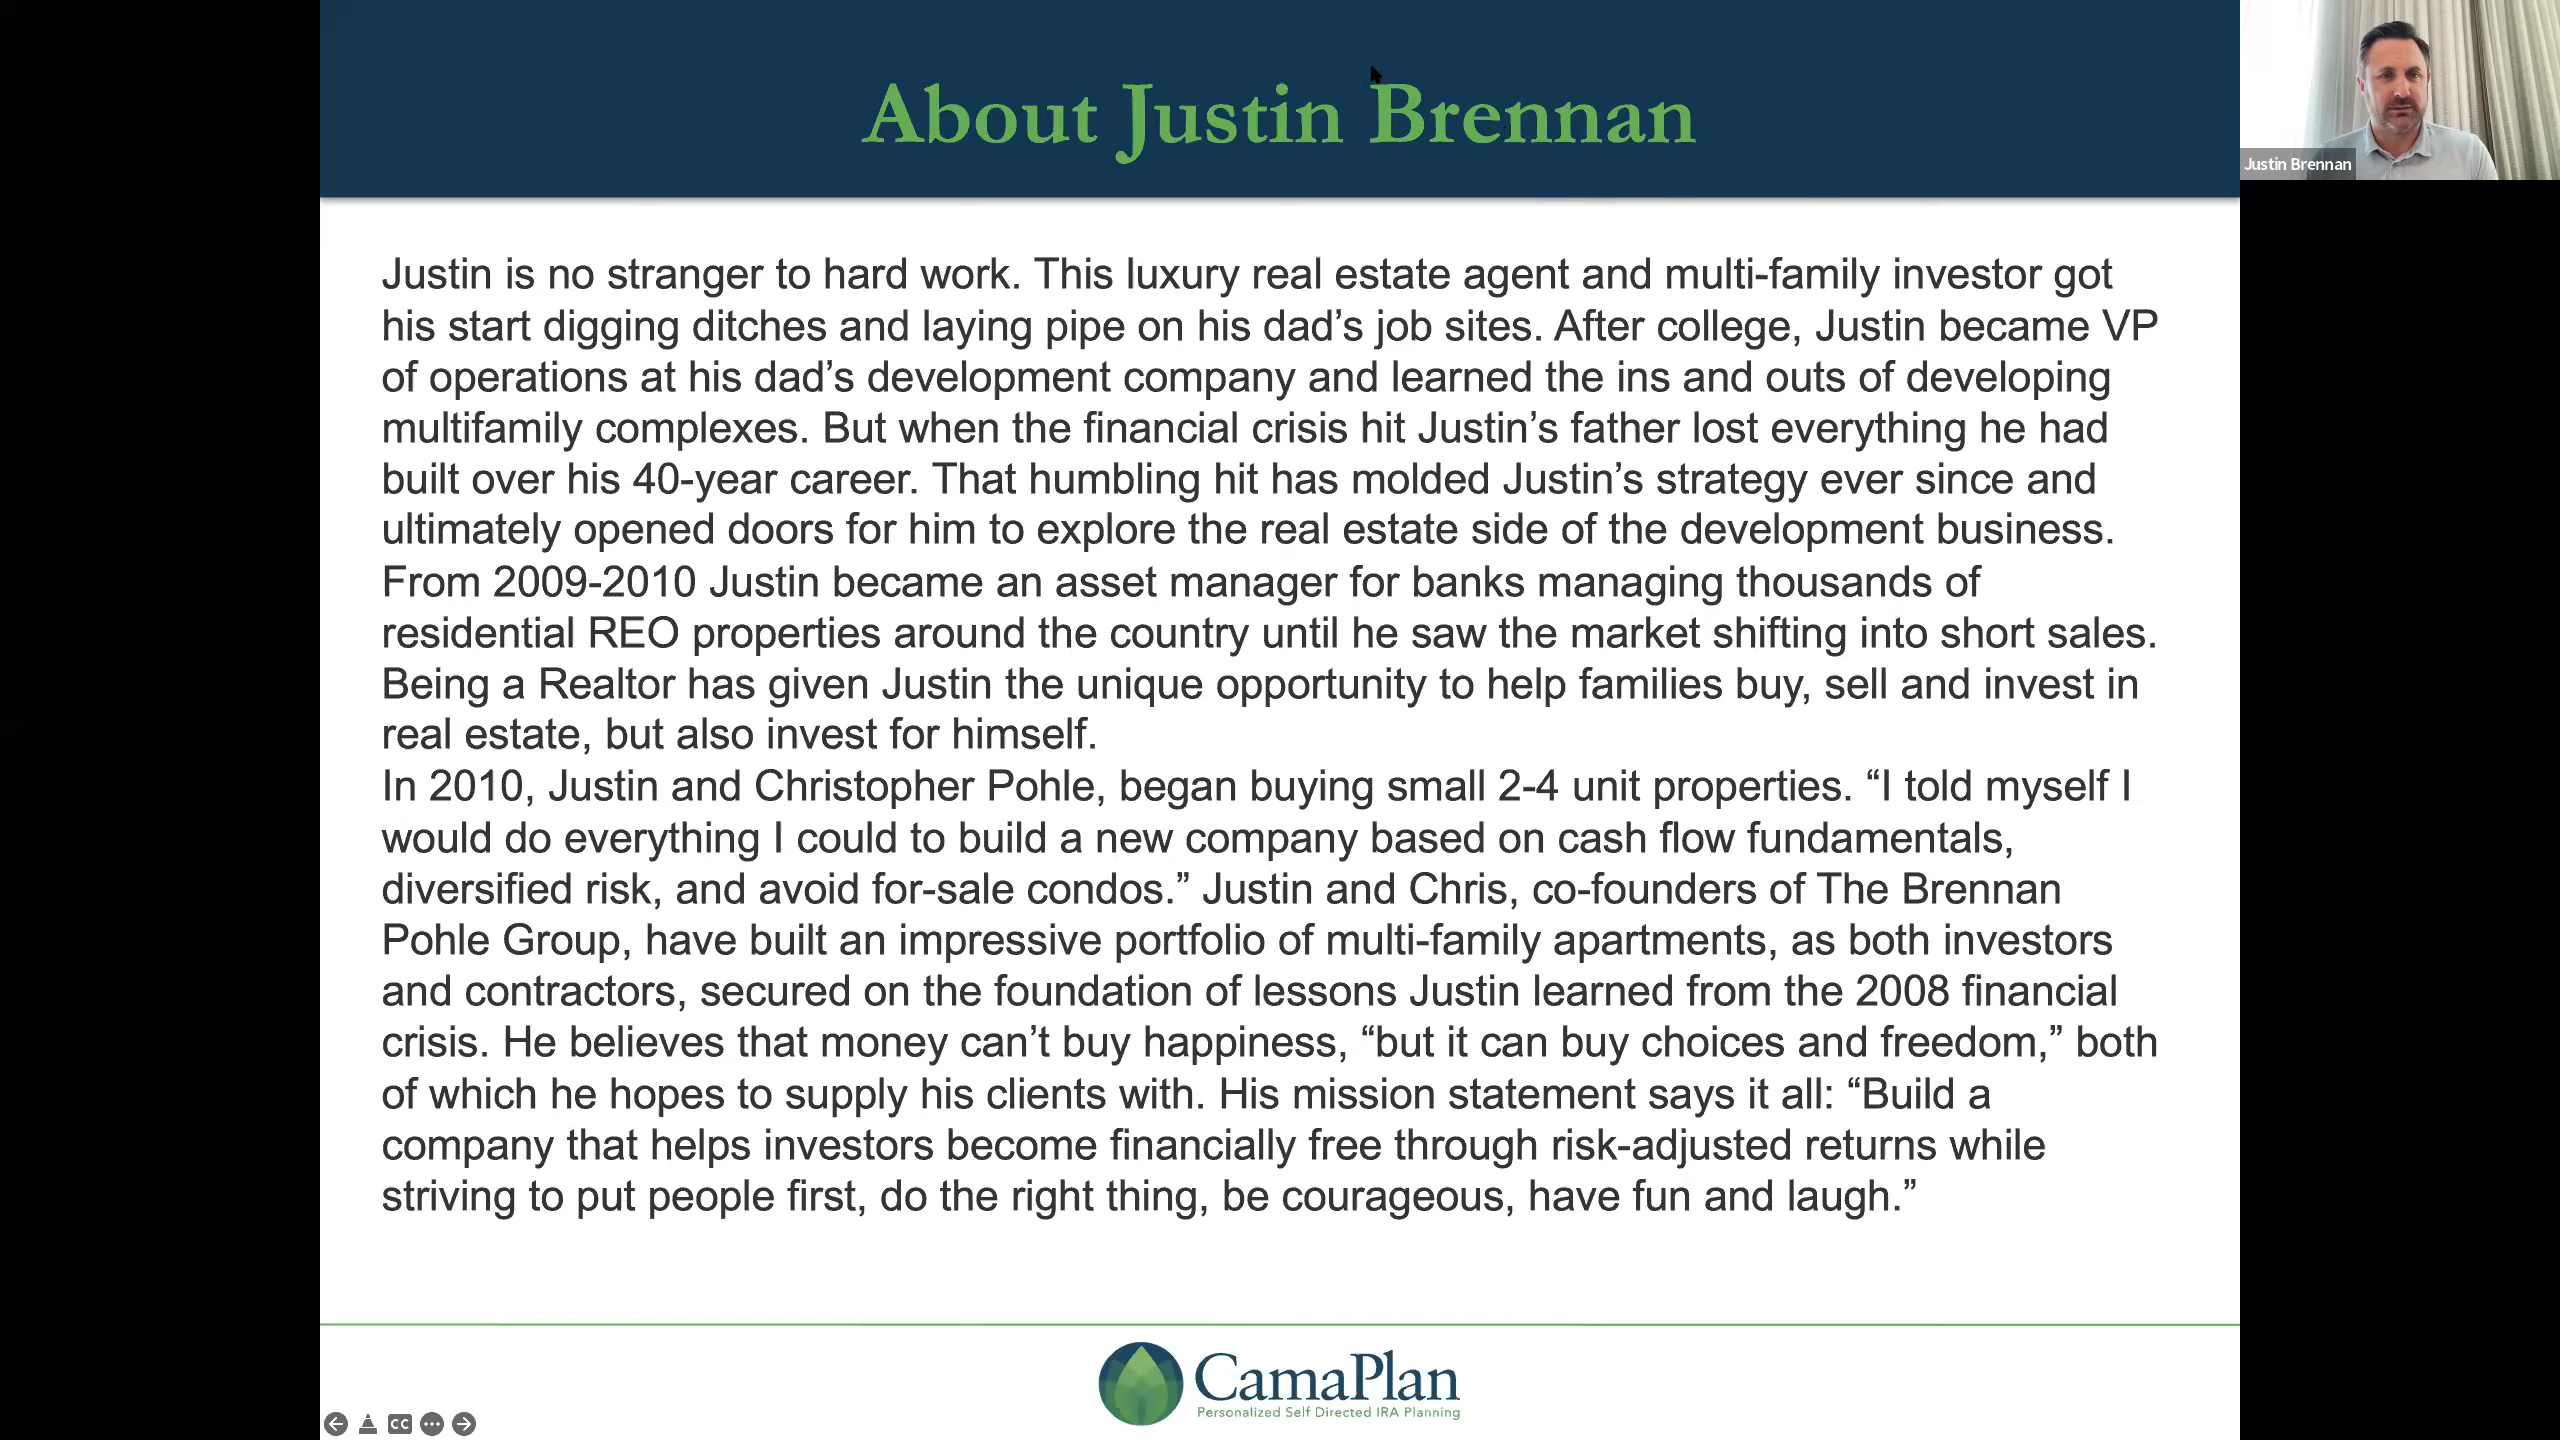 About Justin Brennan
Justin Brennan
Justin is no stranger to hard work. This luxury real estate agent and multi-family investor got
his start digging ditches and laying pipe on his dad’s job sites. After college, Justin became VP
of operations at his dad’s development company and learned the ins and outs of developing
multifamily complexes. But when the financial crisis hit Justin’s father lost everything he had
built over his 40-year career. That humbling hit has molded Justin’s strategy ever since and
ultimately opened doors for him to explore the real estate side of the development business.
From 2009-2010 Justin became an asset manager for banks managing thousands of
residential REO properties around the country until he saw the market shifting into short sales.
Being a Realtor has given Justin the unique opportunity to help families buy, sell and invest in
real estate, but also invest for himself.
In 2010, Justin and Christopher Pohle, began buying small 2-4 unit properties. “I told myself I
would do everything I could to build a new company based on cash flow fundamentals,
diversified risk, and avoid for-sale condos.” Justin and Chris, co-founders of The Brennan
Pohle Group, have built an impressive portfolio of multi-family apartments, as both investors
and contractors, secured on the foundation of lessons Justin learned from the 2008 financial
crisis. He believes that money can’t buy happiness, “but it can buy choices and freedom,” both
of which he hopes to supply his clients with. His mission statement says it all: “Build a
company that helps investors become financially free through risk-adjusted returns while
striving to put people first, do the right thing, be courageous, have fun and laugh.”
CamaPlan
Personalized Self Directed IRA Planning
CC